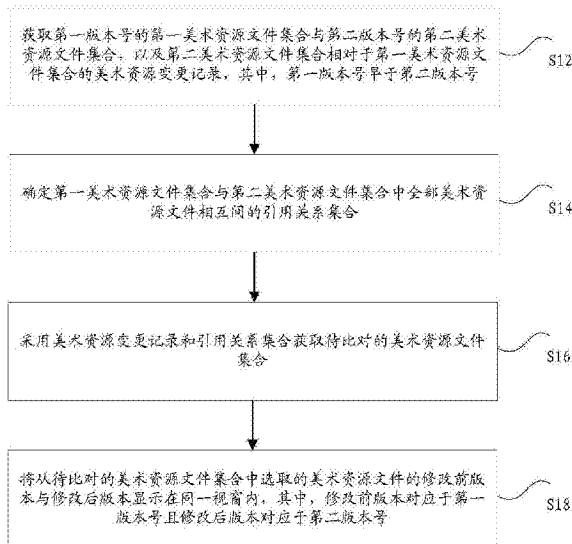 获取第一版本号的第一美术资源文件集合与第二版本号的第二美术
资源文件集合，以及第二美术资源文件集合相对于第一美术资源文
件集合的美术资源变更记录，其中，第一版本号早于第二版本号
S12
确定第一美术资源文件集合与第二美术资源文件集合中全部美术资
源文件相互间的引用关系集合
S14
采用美术资源变更记录和引用关系集合获取待比对的美术资源文件
集合
S16
将从待比对的美术资源文件集合中选取的美术资源文件的修改前版
本与修改后版本显示在同一视窗内，其中，修改前版本对应于第一
版本号且修改后版本对应于第二版本号
S18